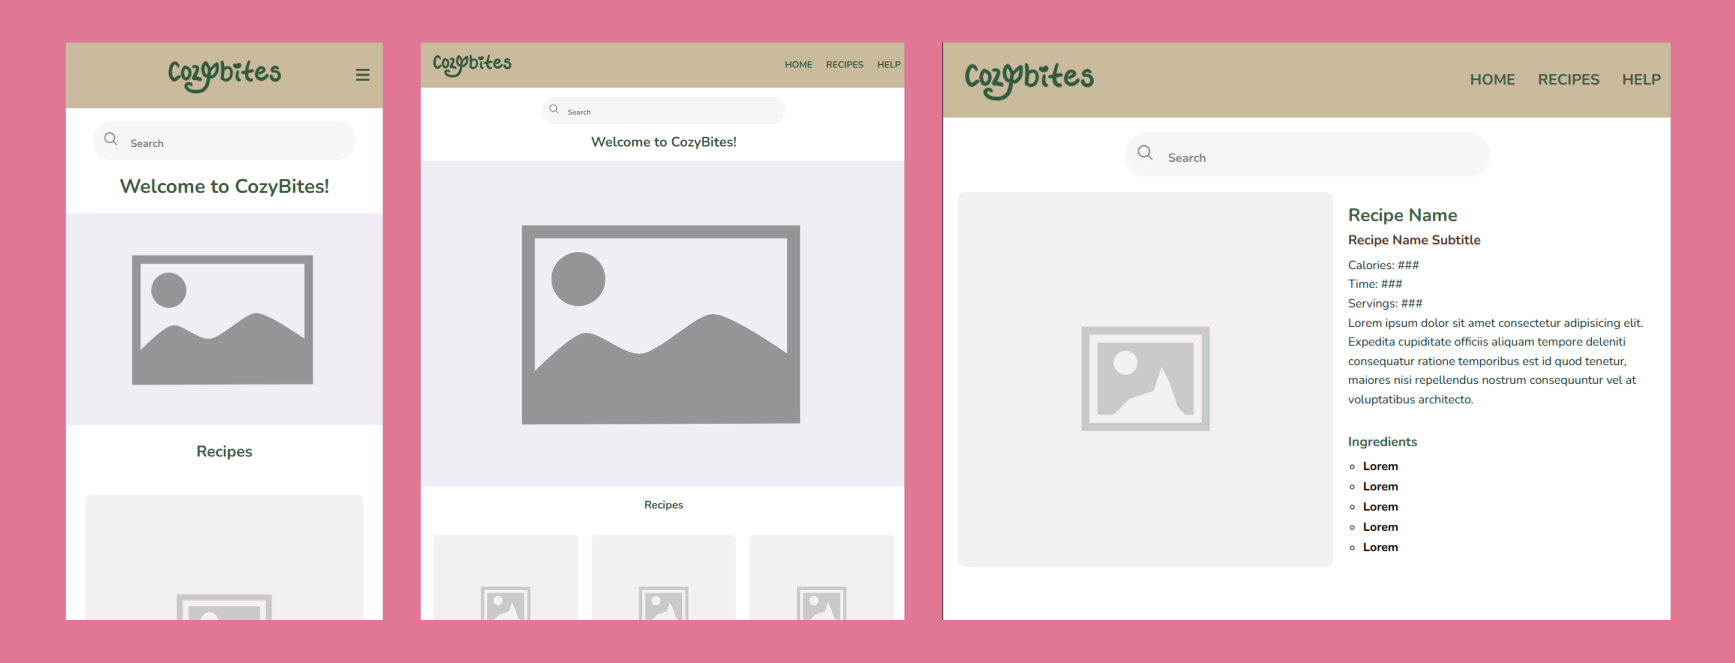 Cozybites
Search
Welcome to CozyBites!
Recipes
Cozybites
HOME RECIPES HELP
Search
Welcome to CozyBites!
Recipes
Cozybites
HOME RECIPES HELP
Search
Recipe Name
Recipe Name Subtitle
Calories: ###
Time: ###
Servings: ###
Lorem ipsum dolor sit amet consectetur adipisicing elit.
Expedita cupiditate officiis aliquam tempore deleniti
consequatur ratione temporibus est id quod tenetur,
maiores nisi repellendus nostrum consequuntur vel at
voluptatibus architecto.
Ingredients
Lorem
Lorem
Lorem
Lorem
Lorem